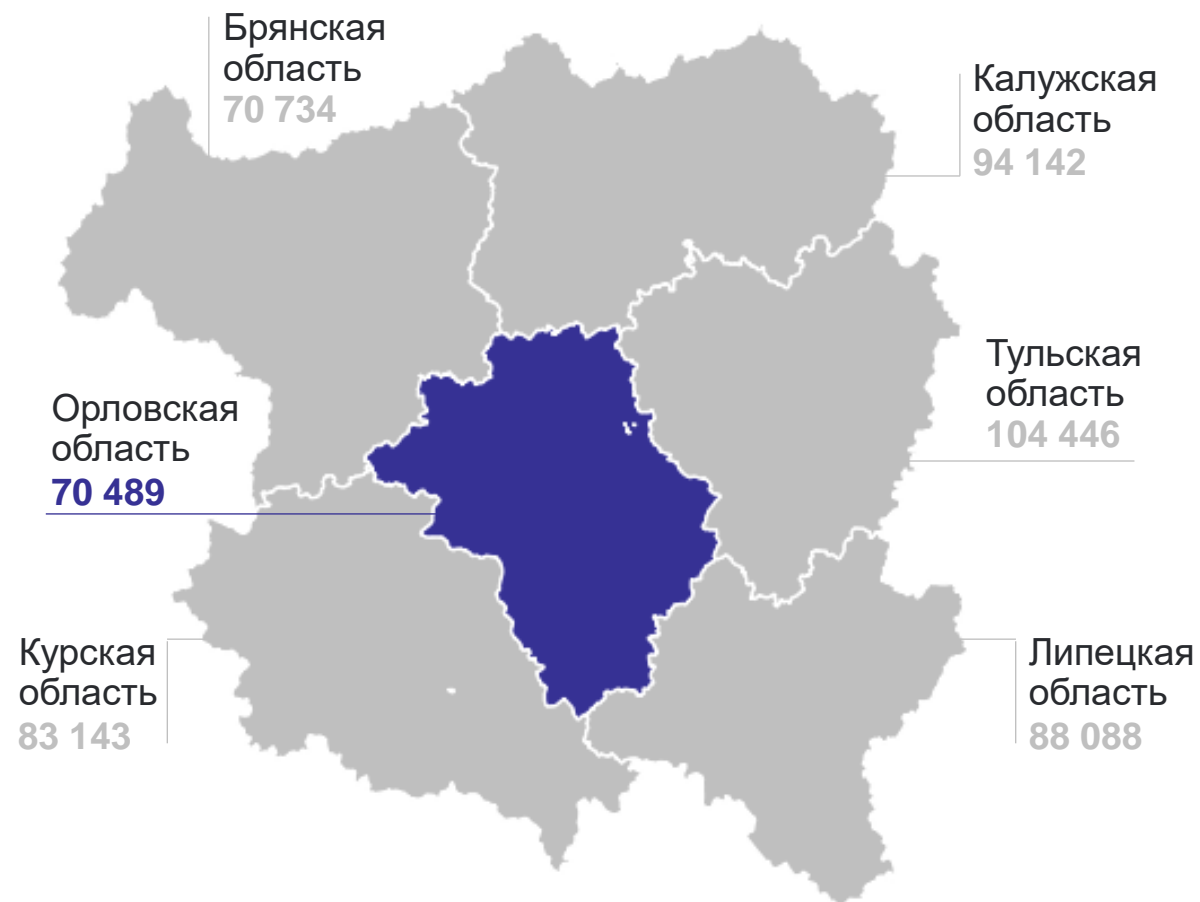 Брянская
область
70 734
Калужская
область
94 142
Тульская
область
104 446
Орловская
область
70 489
Курская
область
83 143
Липецкая
область
88 088